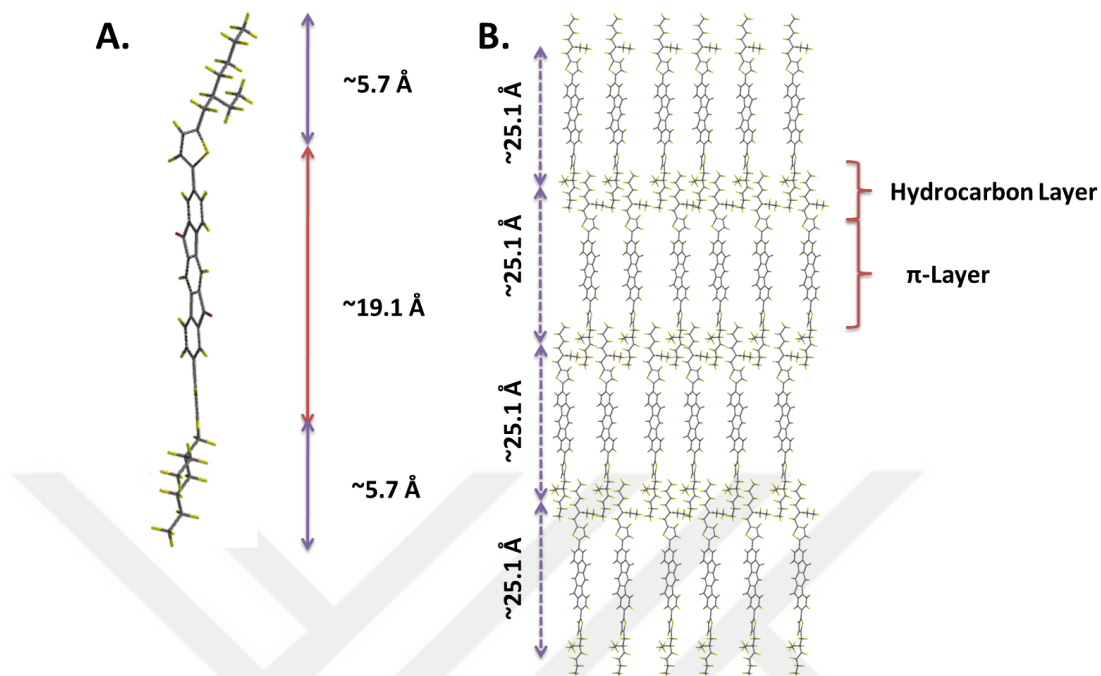 A.
~5.7 Å
~19.1 Å
~5.7 Å
B.
~25.1 Å
~25.1 Å
~25.1 Å
~25.1 Å
Hydrocarbon Layer
π-Layer